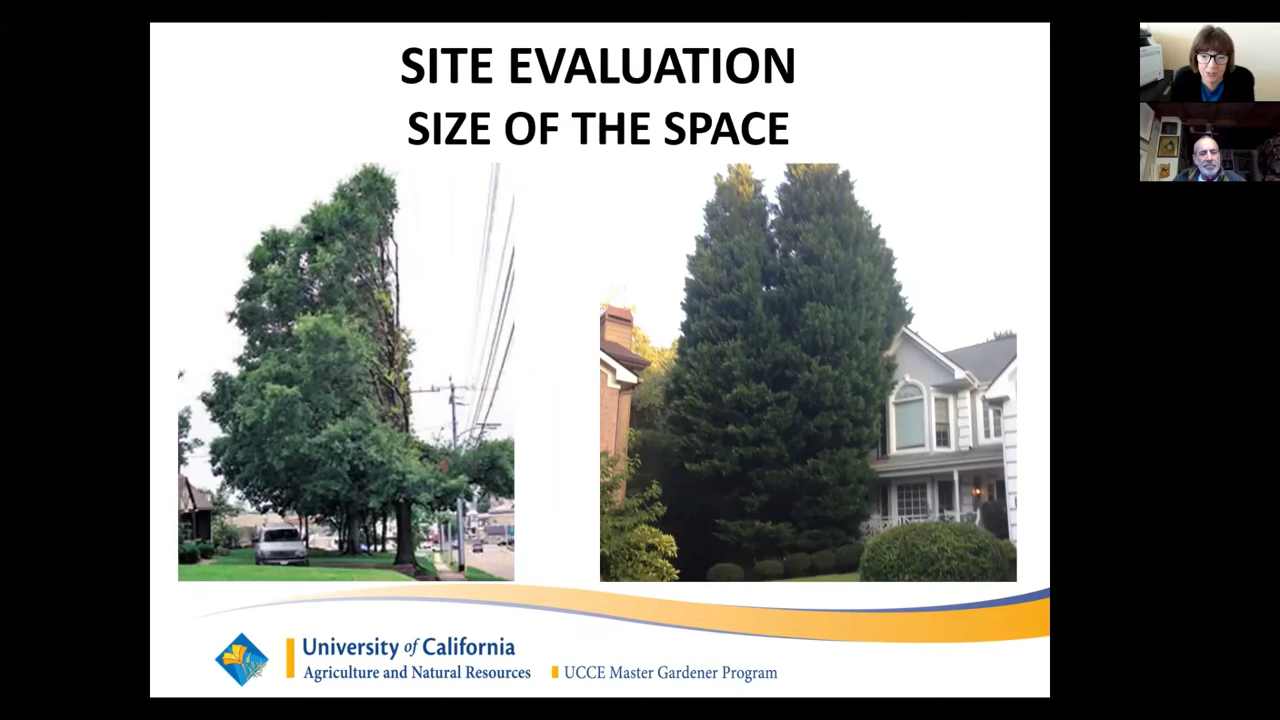 SITE EVALUATION
SIZE OF THE SPACE
University of California
Agriculture and Natural Resources
UCCE Master Gardener Program